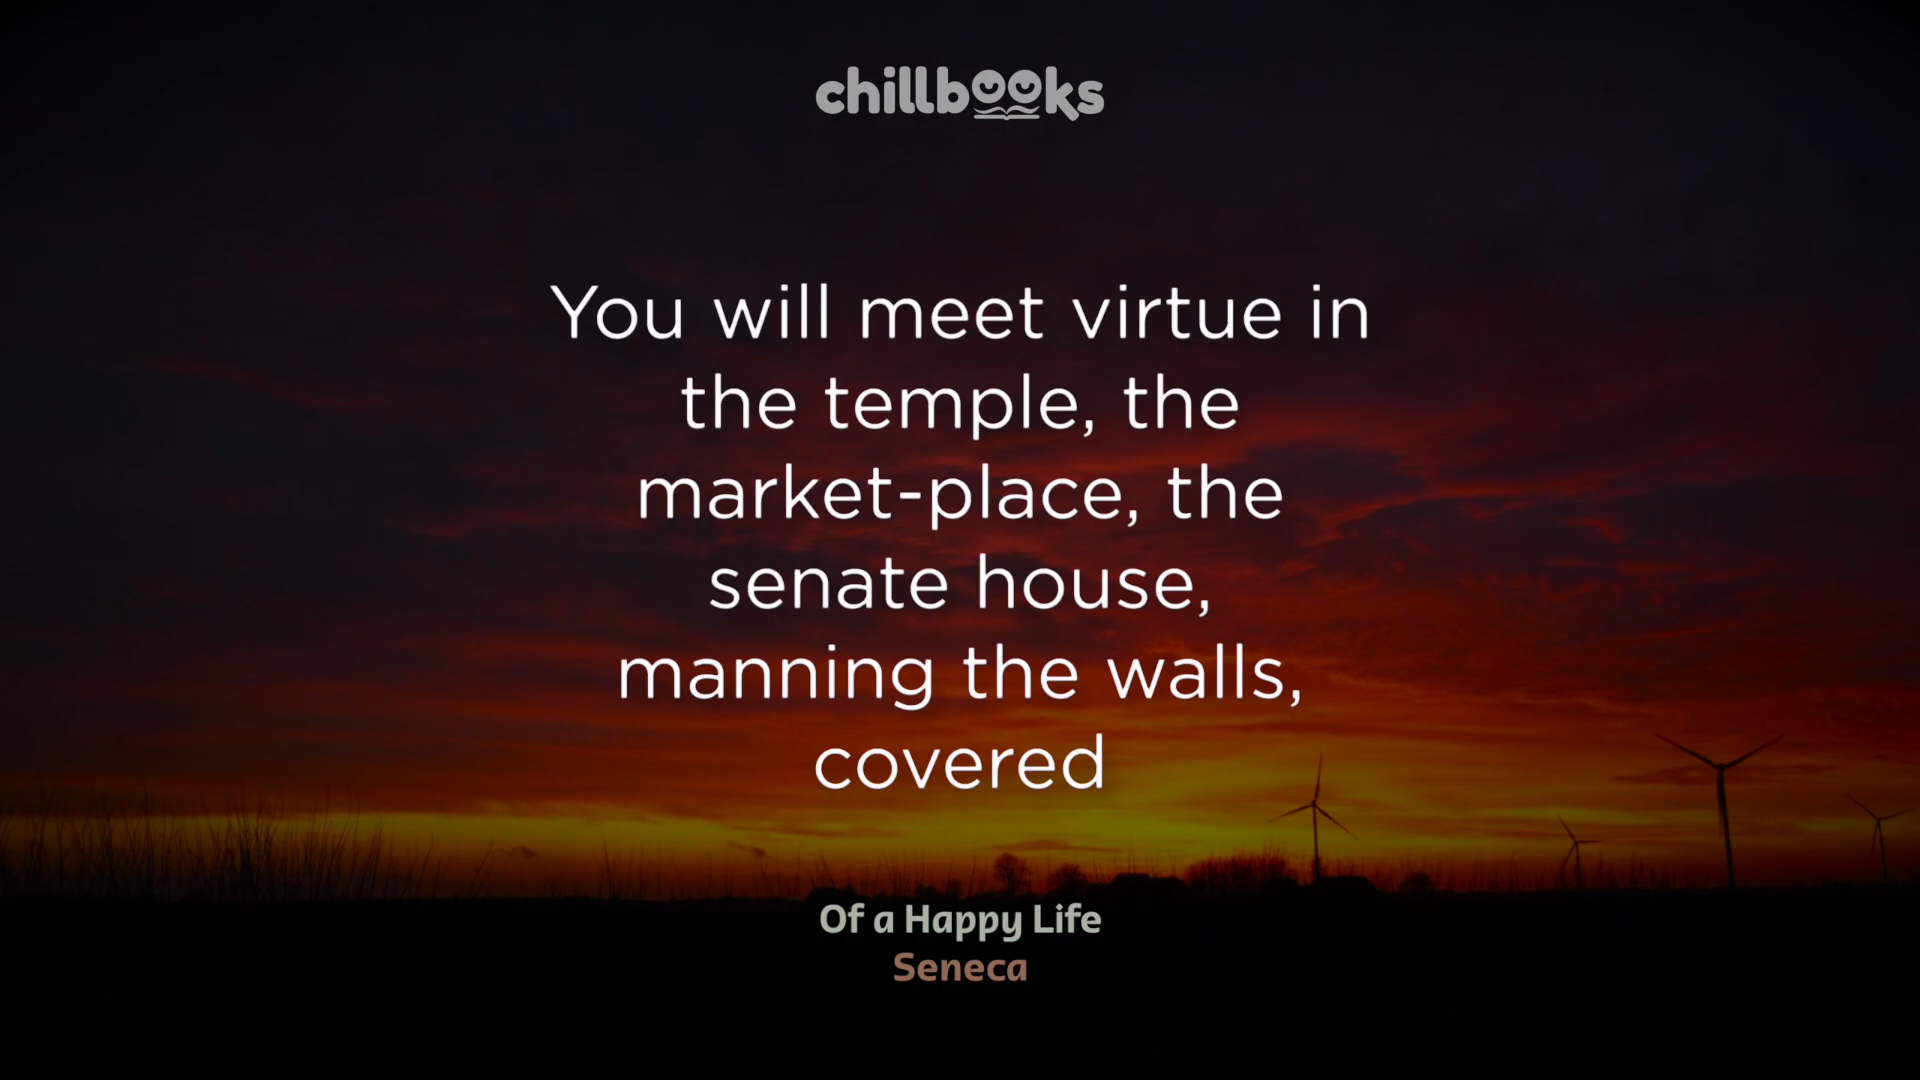 chillbooks
You will meet virtue in
the temple, the
market-place, the
senate house,
manning the walls,
covered
Of a Happy Life
Seneca